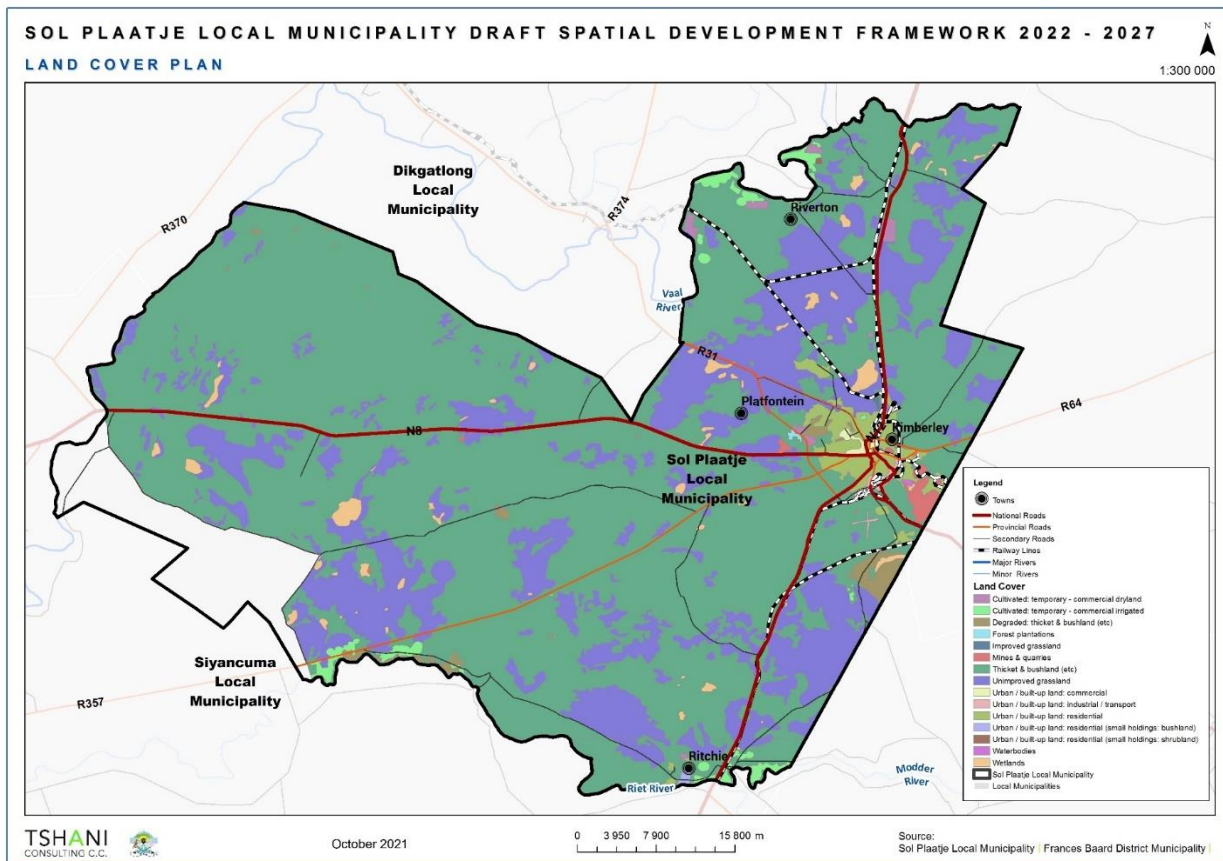 SOL PLAATJE LOCAL MUNICIPALITY DRAFT SPATIAL DEVELOPMENT FRAMEWORK 2022 - 2027
LAND COVER PLAN
N
1:300 000
Dikgatlong
Local
Municipality
R370
R374
Riverton
Vaal
River
R31
Platfontein
R64
N8
N12
Kimberley
Sol Plaatje
Local
Municipality
Siyancuma
Local
Municipality
R357
Ritchie
Riet River
Modder
River
Legend
Towns
National Roads
Provincial Roads
Secondary Roads
Railway Lines
Major Rivers
Minor Rivers
Land Cover
Cultivated: temporary - commercial dryland
Cultivated: temporary - commercial irrigated
Degraded: thicket & bushland (etc)
Forest plantations
Improved grassland
Mines & quarries
Thicket & bushland (etc)
Unimproved grassland
Urban / built-up land: commercial
Urban / built-up land: industrial / transport
Urban / built-up land: residential
Urban / built-up land: residential (small holdings: bushland)
Urban / built-up land: residential (small holdings: shrubland)
Waterbodies
Wetlands
Sol Plaatje Local Municipality
Local Municipalities
TSHANI
CONSULTING C.C.
October 2021
0 3 950 7 900 15 800 m
Source:
Sol Plaatje Local Municipality | Frances Baard District Municipality |